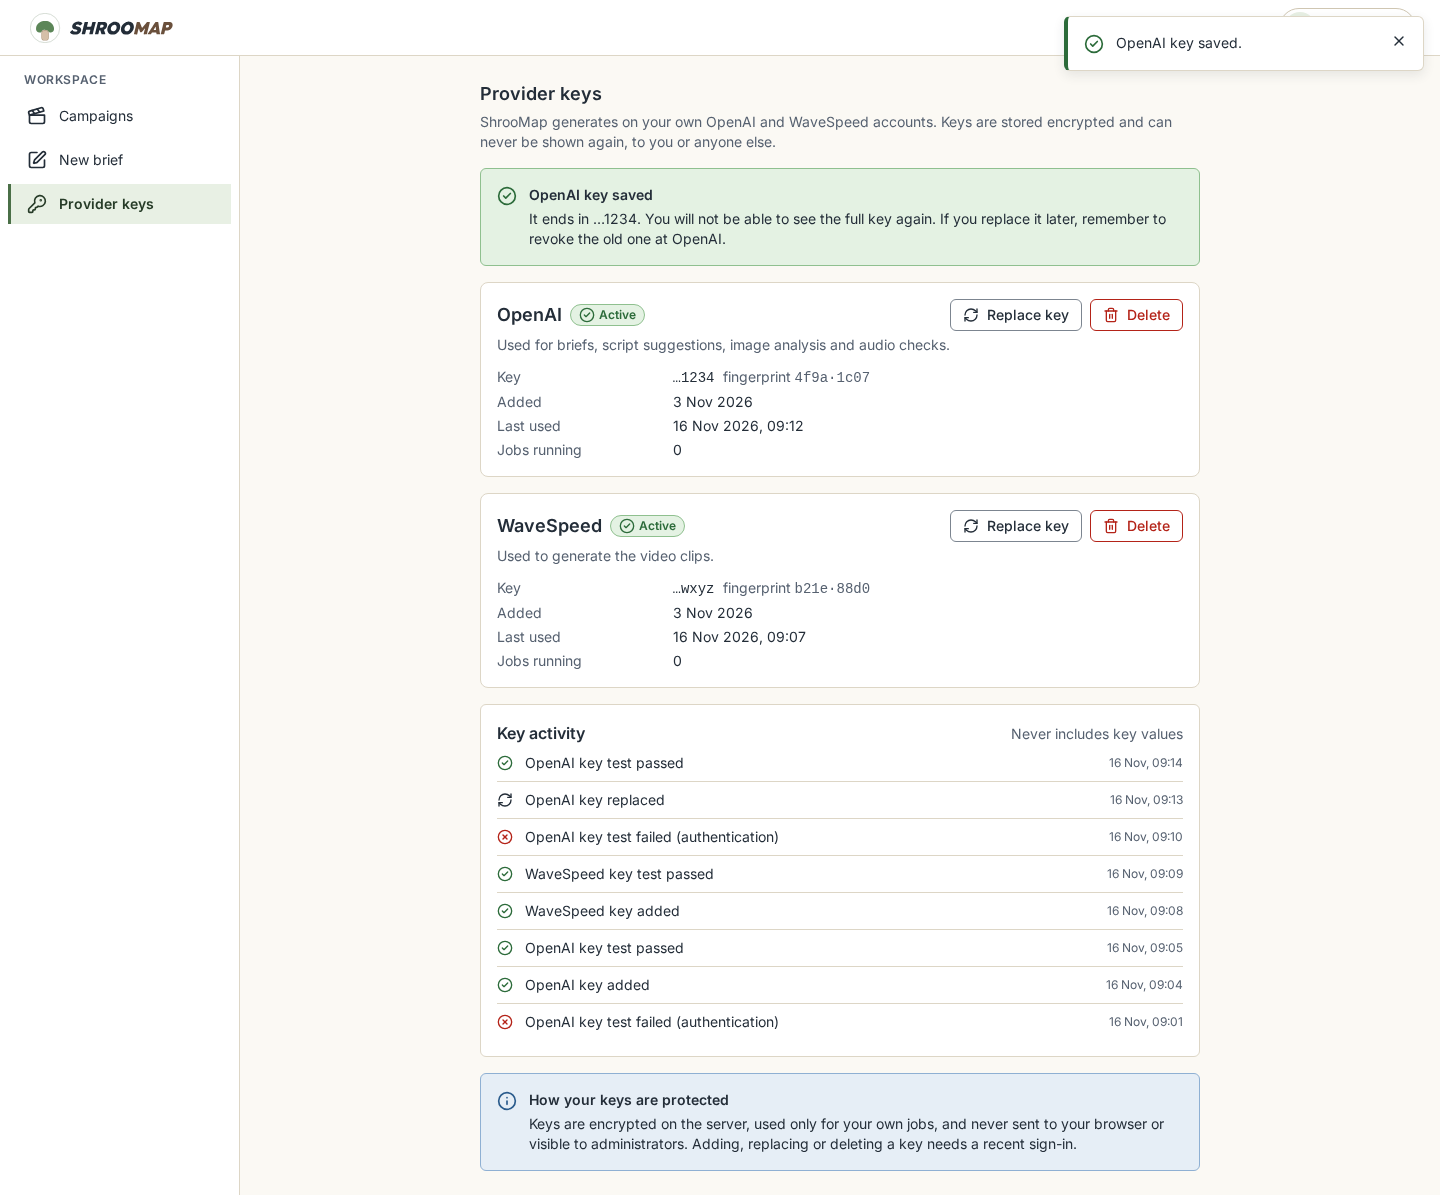 SHROOMAP
OpenAI key saved.
WORKSPACE
Campaigns
New brief
Provider keys
Provider keys
ShrooMap generates on your own OpenAI and WaveSpeed accounts. Keys are stored encrypted and can
never be shown again, to you or anyone else.
OpenAI key saved
It ends in …1234. You will not be able to see the full key again. If you replace it later, remember to
revoke the old one at OpenAI.
OpenAI Active Replace key Delete
Used for briefs, script suggestions, image analysis and audio checks.
Key …1234 fingerprint 4f9a·1c07
Added 3 Nov 2026
Last used 16 Nov 2026, 09:12
Jobs running 0
WaveSpeed Active Replace key Delete
Used to generate the video clips.
Key …wxyz fingerprint b21e·88d0
Added 3 Nov 2026
Last used 16 Nov 2026, 09:07
Jobs running 0
Key activity Never includes key values
OpenAI key test passed 16 Nov, 09:14
OpenAI key replaced 16 Nov, 09:13
OpenAI key test failed (authentication) 16 Nov, 09:10
WaveSpeed key test passed 16 Nov, 09:09
WaveSpeed key added 16 Nov, 09:08
OpenAI key test passed 16 Nov, 09:05
OpenAI key added 16 Nov, 09:04
OpenAI key test failed (authentication) 16 Nov, 09:01
How your keys are protected
Keys are encrypted on the server, used only for your own jobs, and never sent to your browser or
visible to administrators. Adding, replacing or deleting a key needs a recent sign-in.